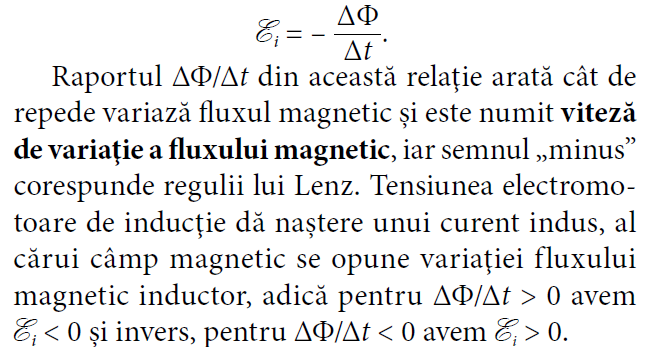 ℰᵢ = – ΔΦ/Δt.
Raportul ΔΦ/Δt din această relație arată cât de
repede variază fluxul magnetic și este numit viteză
de variație a fluxului magnetic, iar semnul „minus”
corespunde regulii lui Lenz. Tensiunea electromo-
toare de inducție dă naștere unui curent indus, al
cărui câmp magnetic se opune variației fluxului
magnetic inductor, adică pentru ΔΦ/Δt > 0 avem
ℰᵢ < 0 și invers, pentru ΔΦ/Δt < 0 avem ℰᵢ > 0.